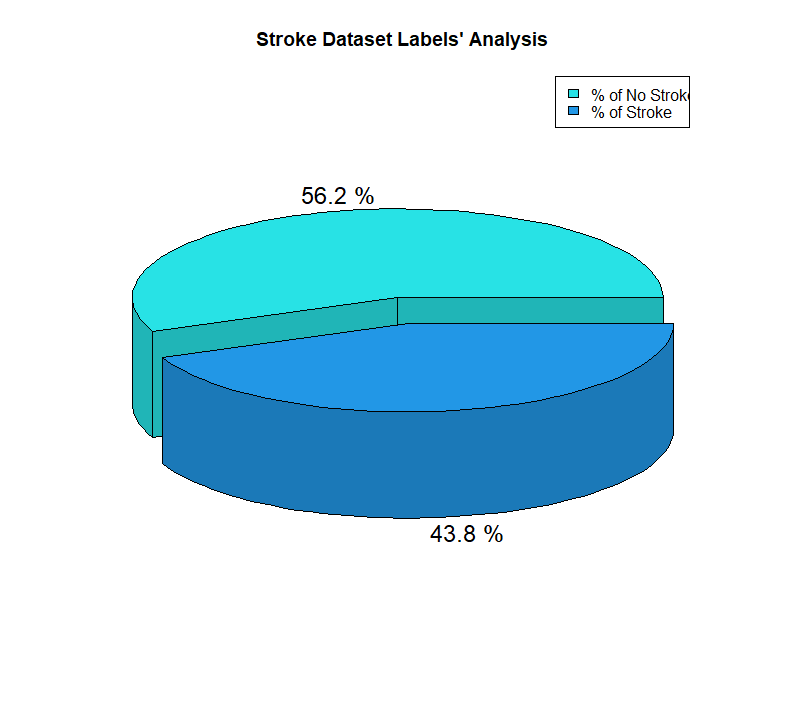 Stroke Dataset Labels' Analysis
% of No Stroke
% of Stroke
56.2 %
43.8 %